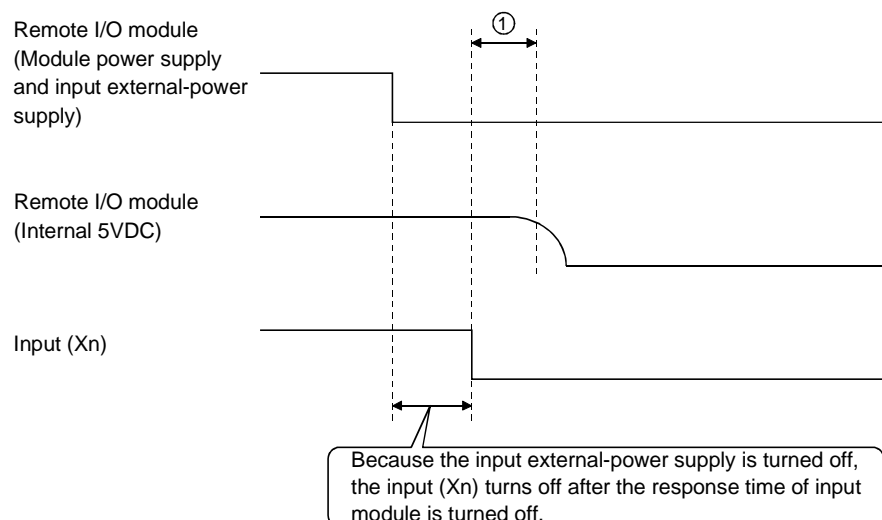 Remote I/O module
(Module power supply
and input external-power
supply)
①
Remote I/O module
(Internal 5VDC)
Input (Xn)
Because the input external-power supply is turned off,
the input (Xn) turns off after the response time of input
module is turned off.